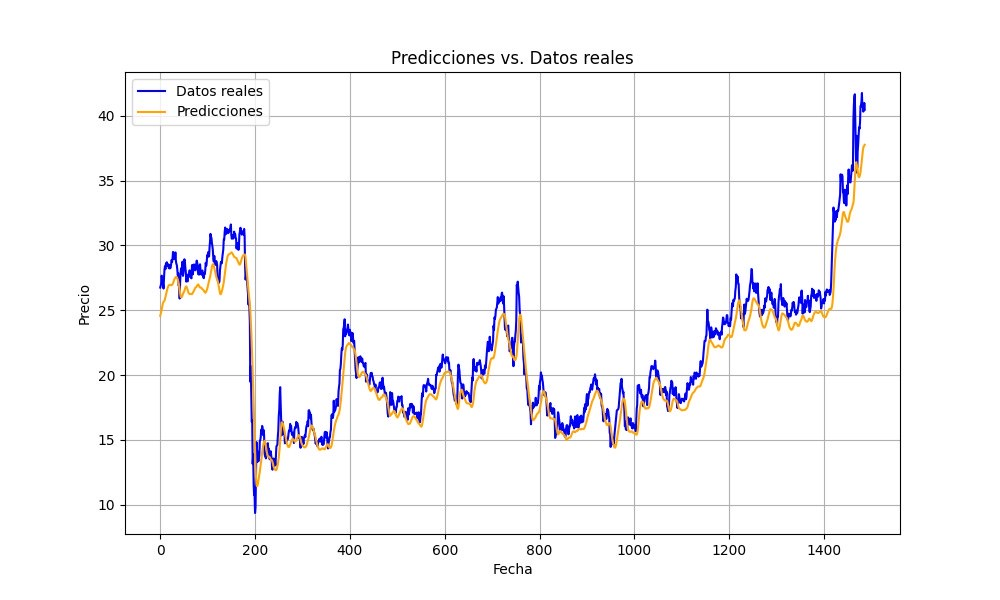 Predicciones vs. Datos reales
Datos reales
Predicciones
Precio
40
35
30
25
20
15
10
0 200 400 600 800 1000 1200 1400
Fecha